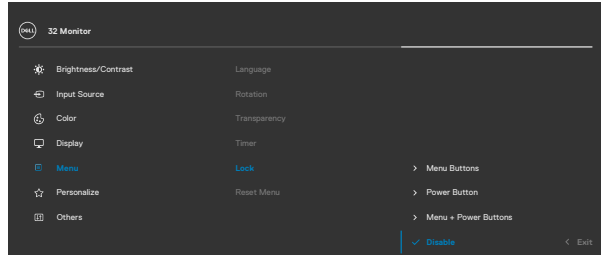 DELL 32 Monitor
Brightness/Contrast Language
Input Source Rotation
Color Transparency
Display Timer
Menu Lock Menu Buttons
Personalize Reset Menu Power Button
Others Menu + Power Buttons
Disable Exit